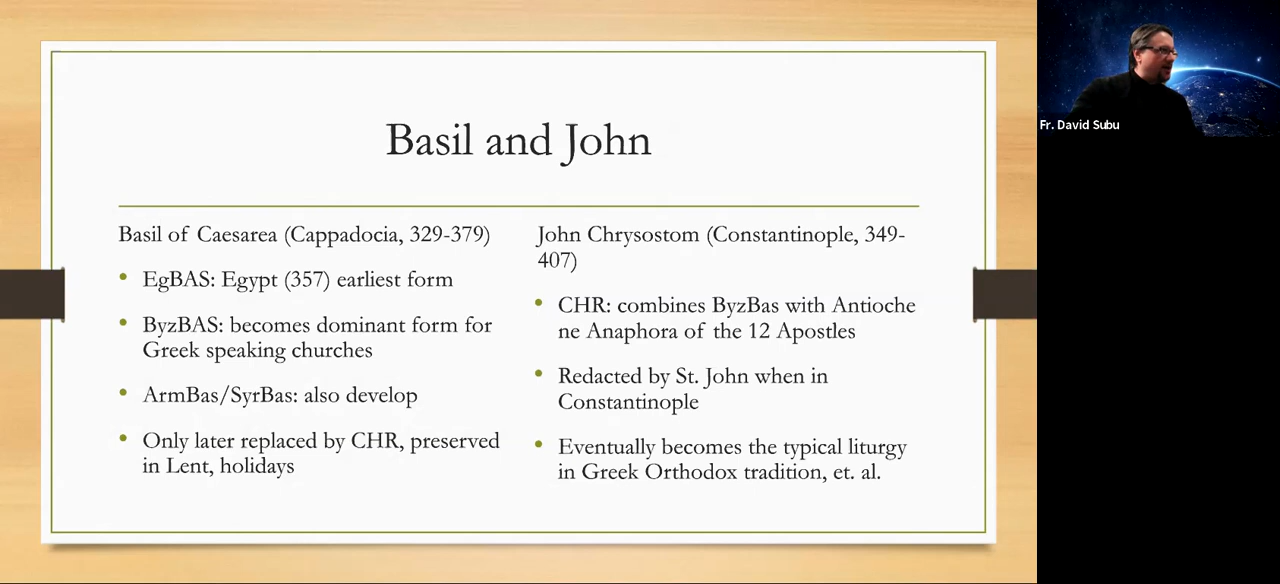 Basil and John
Basil of Caesarea (Cappadocia, 329-379)
EgBAS: Egypt (357) earliest form
ByzBAS: becomes dominant form for
Greek speaking churches
ArmBas/SyrBas: also develop
Only later replaced by CHR, preserved
in Lent, holidays
John Chrysostom (Constantinople, 349-
407)
CHR: combines ByzBas with Antioche
ne Anaphora of the 12 Apostles
Redacted by St. John when in
Constantinople
Eventually becomes the typical liturgy
in Greek Orthodox tradition, et. al.
Fr. David Subu